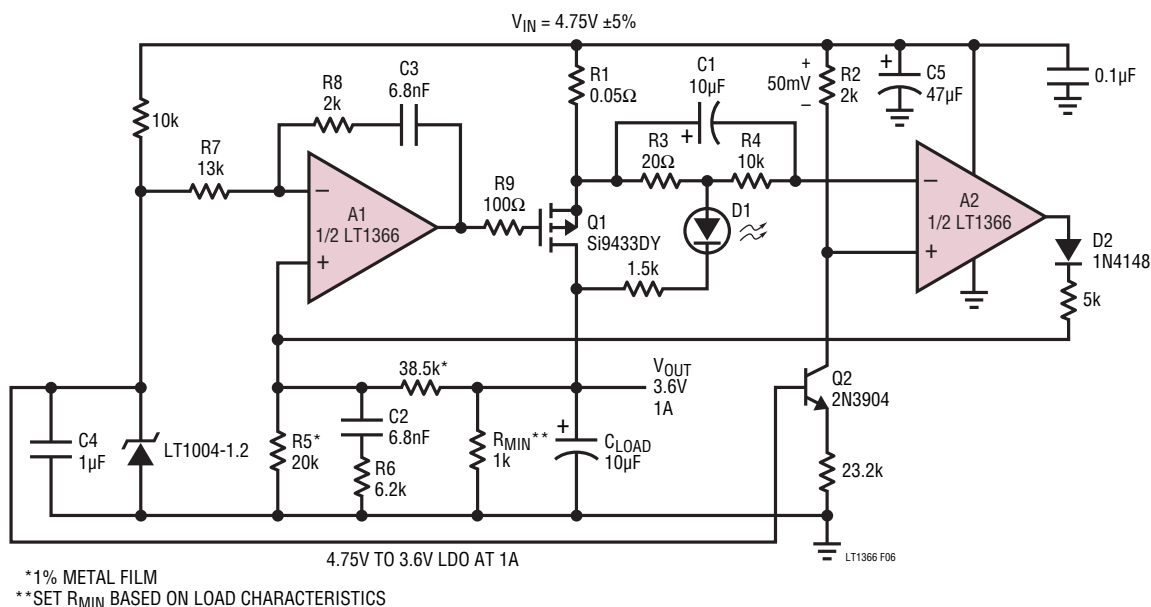 V_IN = 4.75V ±5%
10k
R7
13k
R8
2k
C3
6.8nF
−
A1
1/2 LT1366
+
R9
100Ω
R1
0.05Ω
Q1
Si9433DY
C1
10µF
+
R3
20Ω
R4
10k
D1
1.5k
+
50mV
−
R2
2k
+
C5
47µF
0.1µF
−
A2
1/2 LT1366
+
D2
1N4148
5k
38.5k*
V_OUT
3.6V
1A
C4
1µF
LT1004-1.2
R5*
20k
C2
6.8nF
R6
6.2k
R_MIN**
1k
+
C_LOAD
10µF
Q2
2N3904
23.2k
4.75V TO 3.6V LDO AT 1A
LT1366 F06
*1% METAL FILM
**SET R_MIN BASED ON LOAD CHARACTERISTICS